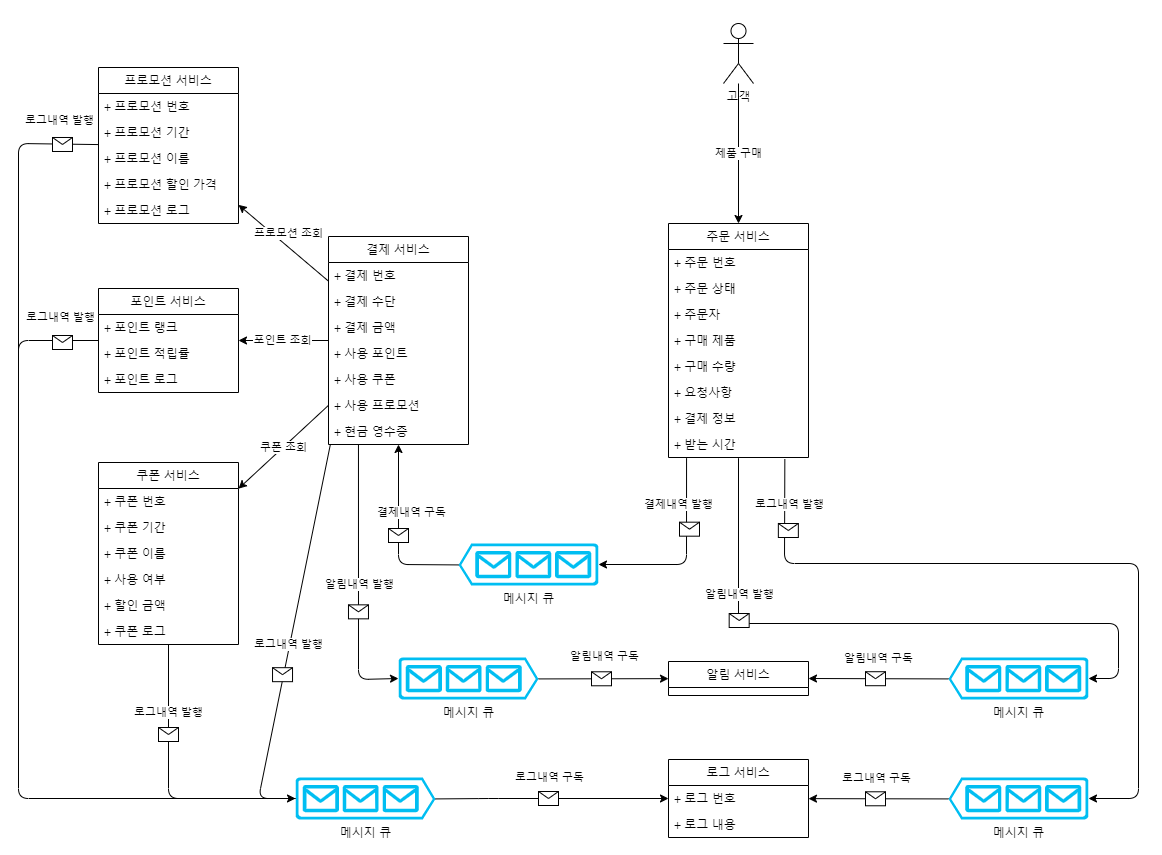 고객
제품 구매
프로모션 서비스
+ 프로모션 번호
+ 프로모션 기간
+ 프로모션 이름
+ 프로모션 할인 가격
+ 프로모션 로그
로그내역 발행
프로모션 조회
결제 서비스
+ 결제 번호
+ 결제 수단
+ 결제 금액
+ 사용 포인트
+ 사용 쿠폰
+ 사용 프로모션
+ 현금 영수증
주문 서비스
+ 주문 번호
+ 주문 상태
+ 주문자
+ 구매 제품
+ 구매 수량
+ 요청사항
+ 결제 정보
+ 받는 시간
포인트 서비스
+ 포인트 랭크
+ 포인트 적립률
+ 포인트 로그
로그내역 발행
포인트 조회
쿠폰 조회
쿠폰 서비스
+ 쿠폰 번호
+ 쿠폰 기간
+ 쿠폰 이름
+ 사용 여부
+ 할인 금액
+ 쿠폰 로그
결제내역 구독
결제내역 발행
로그내역 발행
메시지 큐
알림내역 발행
알림내역 발행
로그내역 발행
알림내역 구독
알림 서비스
알림내역 구독
메시지 큐
메시지 큐
로그내역 발행
로그내역 구독
로그 서비스
+ 로그 번호
+ 로그 내용
로그내역 구독
메시지 큐
메시지 큐